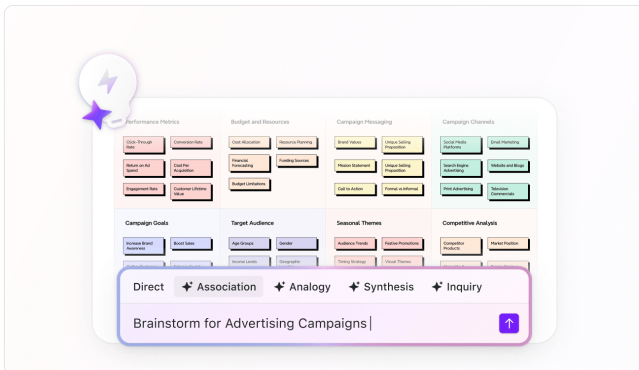 Performance Metrics
Budget and Resources
Campaign Messaging
Campaign Channels
Click-Through
Rate
Conversion Rate
Cost Allocation
Resource Planning
Brand Values
Unique Selling
Proposition
Social Media
Platforms
Email Marketing
Return on Ad
Spend
Cost Per
Acquisition
Financial
Forecasting
Funding Sources
Mission Statement
Unique Selling
Proposition
Search Engine
Advertising
Website and Blogs
Engagement Rate
Customer Lifetime
Value
Budget Limitations
Call to Action
Formal vs Informal
Print Advertising
Television
Commercials
Campaign Goals
Target Audience
Seasonal Themes
Competitive Analysis
Increase Brand
Awareness
Boost Sales
Age Groups
Gender
Audience Trends
Festive Promotions
Competitor
Products
Market Position
Income Levels
Geographic
Timing Strategy
Visual Themes
Direct
Association
Analogy
Synthesis
Inquiry
Brainstorm for Advertising Campaigns